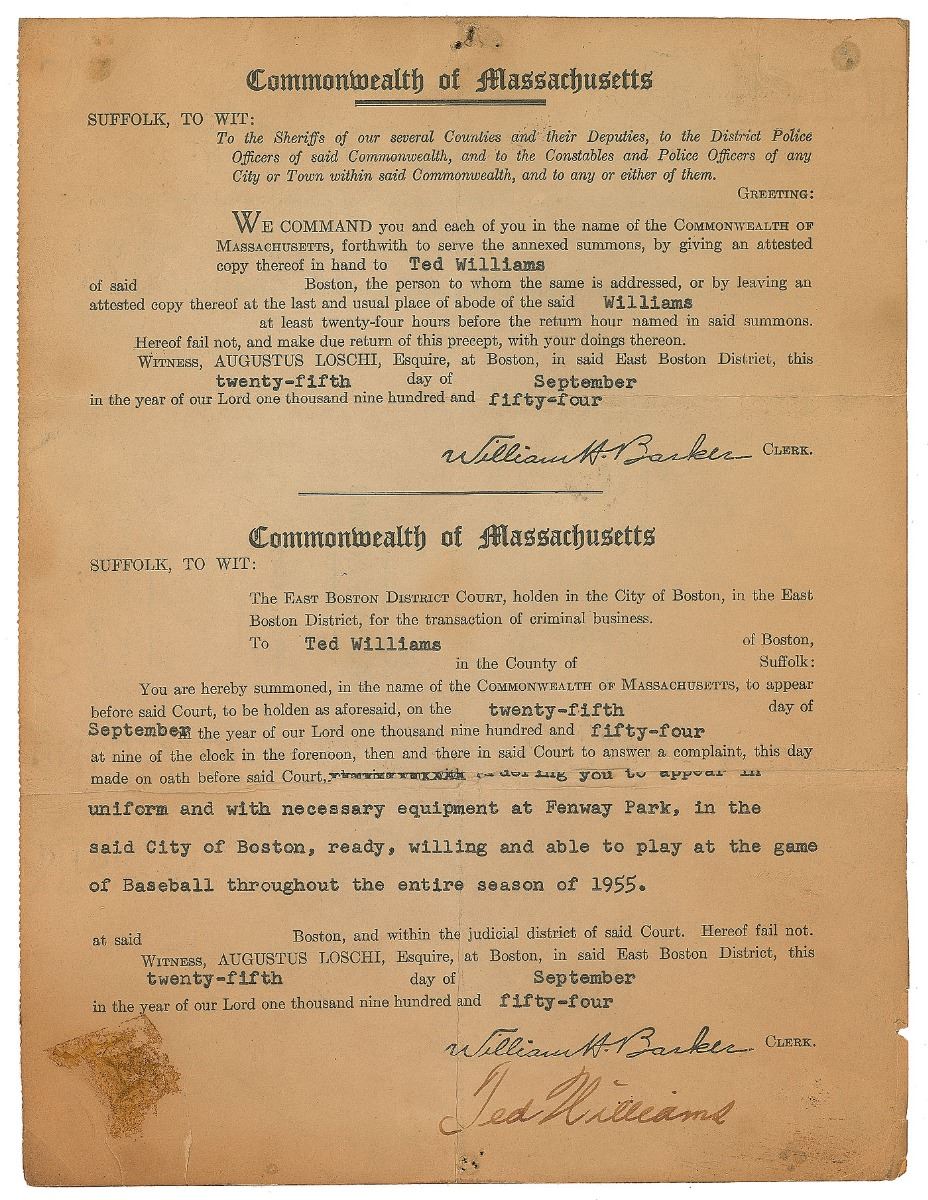 Commonwealth of Massachusetts
SUFFOLK, TO WIT:
To the Sheriffs of our several Counties and their Deputies, to the District Police
Officers of said Commonwealth, and to the Constables and Police Officers of any
City or Town within said Commonwealth, and to any or either of them.
GREETING:
WE COMMAND you and each of you in the name of the COMMONWEALTH OF
MASSACHUSETTS, forthwith to serve the annexed summons, by giving an attested
copy thereof in hand to Ted Williams
of said Boston, the person to whom the same is addressed, or by leaving an
attested copy thereof at the last and usual place of abode of the said Williams
at least twenty-four hours before the return hour named in said summons.
Hereof fail not, and make due return of this precept, with your doings thereon.
WITNESS, AUGUSTUS LOSCHI, Esquire, at Boston, in said East Boston District, this
twenty-fifth day of September
in the year of our Lord one thousand nine hundred and fifty-four
William H. Barker CLERK.
Commonwealth of Massachusetts
SUFFOLK, TO WIT:
The EAST BOSTON DISTRICT COURT, holden in the City of Boston, in the East
Boston District, for the transaction of criminal business.
To Ted Williams of Boston,
in the County of Suffolk:
You are hereby summoned, in the name of the COMMONWEALTH OF MASSACHUSETTS, to appear
before said Court, to be holden as aforesaid, on the twenty-fifth day of
September the year of our Lord one thousand nine hundred and fifty-four
at nine of the clock in the forenoon, then and there in said Court to answer a complaint, this day
made on oath before said Court, ordering you to appear in
uniform and with necessary equipment at Fenway Park, in the
said City of Boston, ready, willing and able to play at the game
of Baseball throughout the entire season of 1955.
at said Boston, and within the judicial district of said Court. Hereof fail not.
WITNESS, AUGUSTUS LOSCHI, Esquire, at Boston, in said East Boston District, this
twenty-fifth day of September
in the year of our Lord one thousand nine hundred and fifty-four
William H. Barker CLERK.
Ted Williams